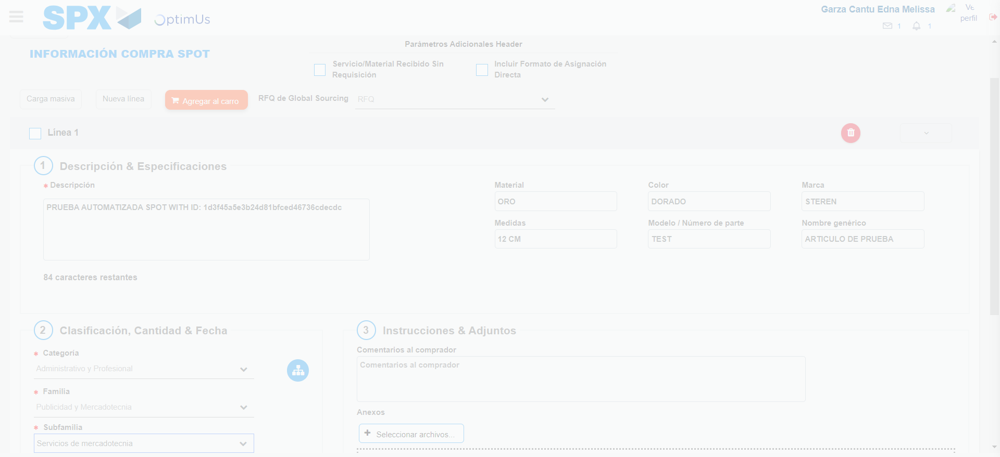 SPX
OptimUs
Garza Cantu Edna Melissa
1
1
perfil
Parámetros Adicionales Header
INFORMACIÓN COMPRA SPOT
Servicio/Material Recibido Sin
Requisición
Incluir Formato de Asignación
Directa
Carga masiva
Nueva línea
Agregar al carro
RFQ de Global Sourcing
RFQ
Línea 1
1 Descripción & Especificaciones
* Descripción
PRUEBA AUTOMATIZADA SPOT WITH ID: 1d3f45a5e3b24d81bfced46736cdecdc
84 caracteres restantes
Material
Color
Marca
ORO
DORADO
STEREN
Medidas
Modelo / Número de parte
Nombre genérico
12 CM
TEST
ARTICULO DE PRUEBA
2 Clasificación, Cantidad & Fecha
* Categoría
Administrativo y Profesional
* Familia
Publicidad y Mercadotecnia
* Subfamilia
Servicios de mercadotecnia
3 Instrucciones & Adjuntos
Comentarios al comprador
Comentarios al comprador
Anexos
Seleccionar archivos...